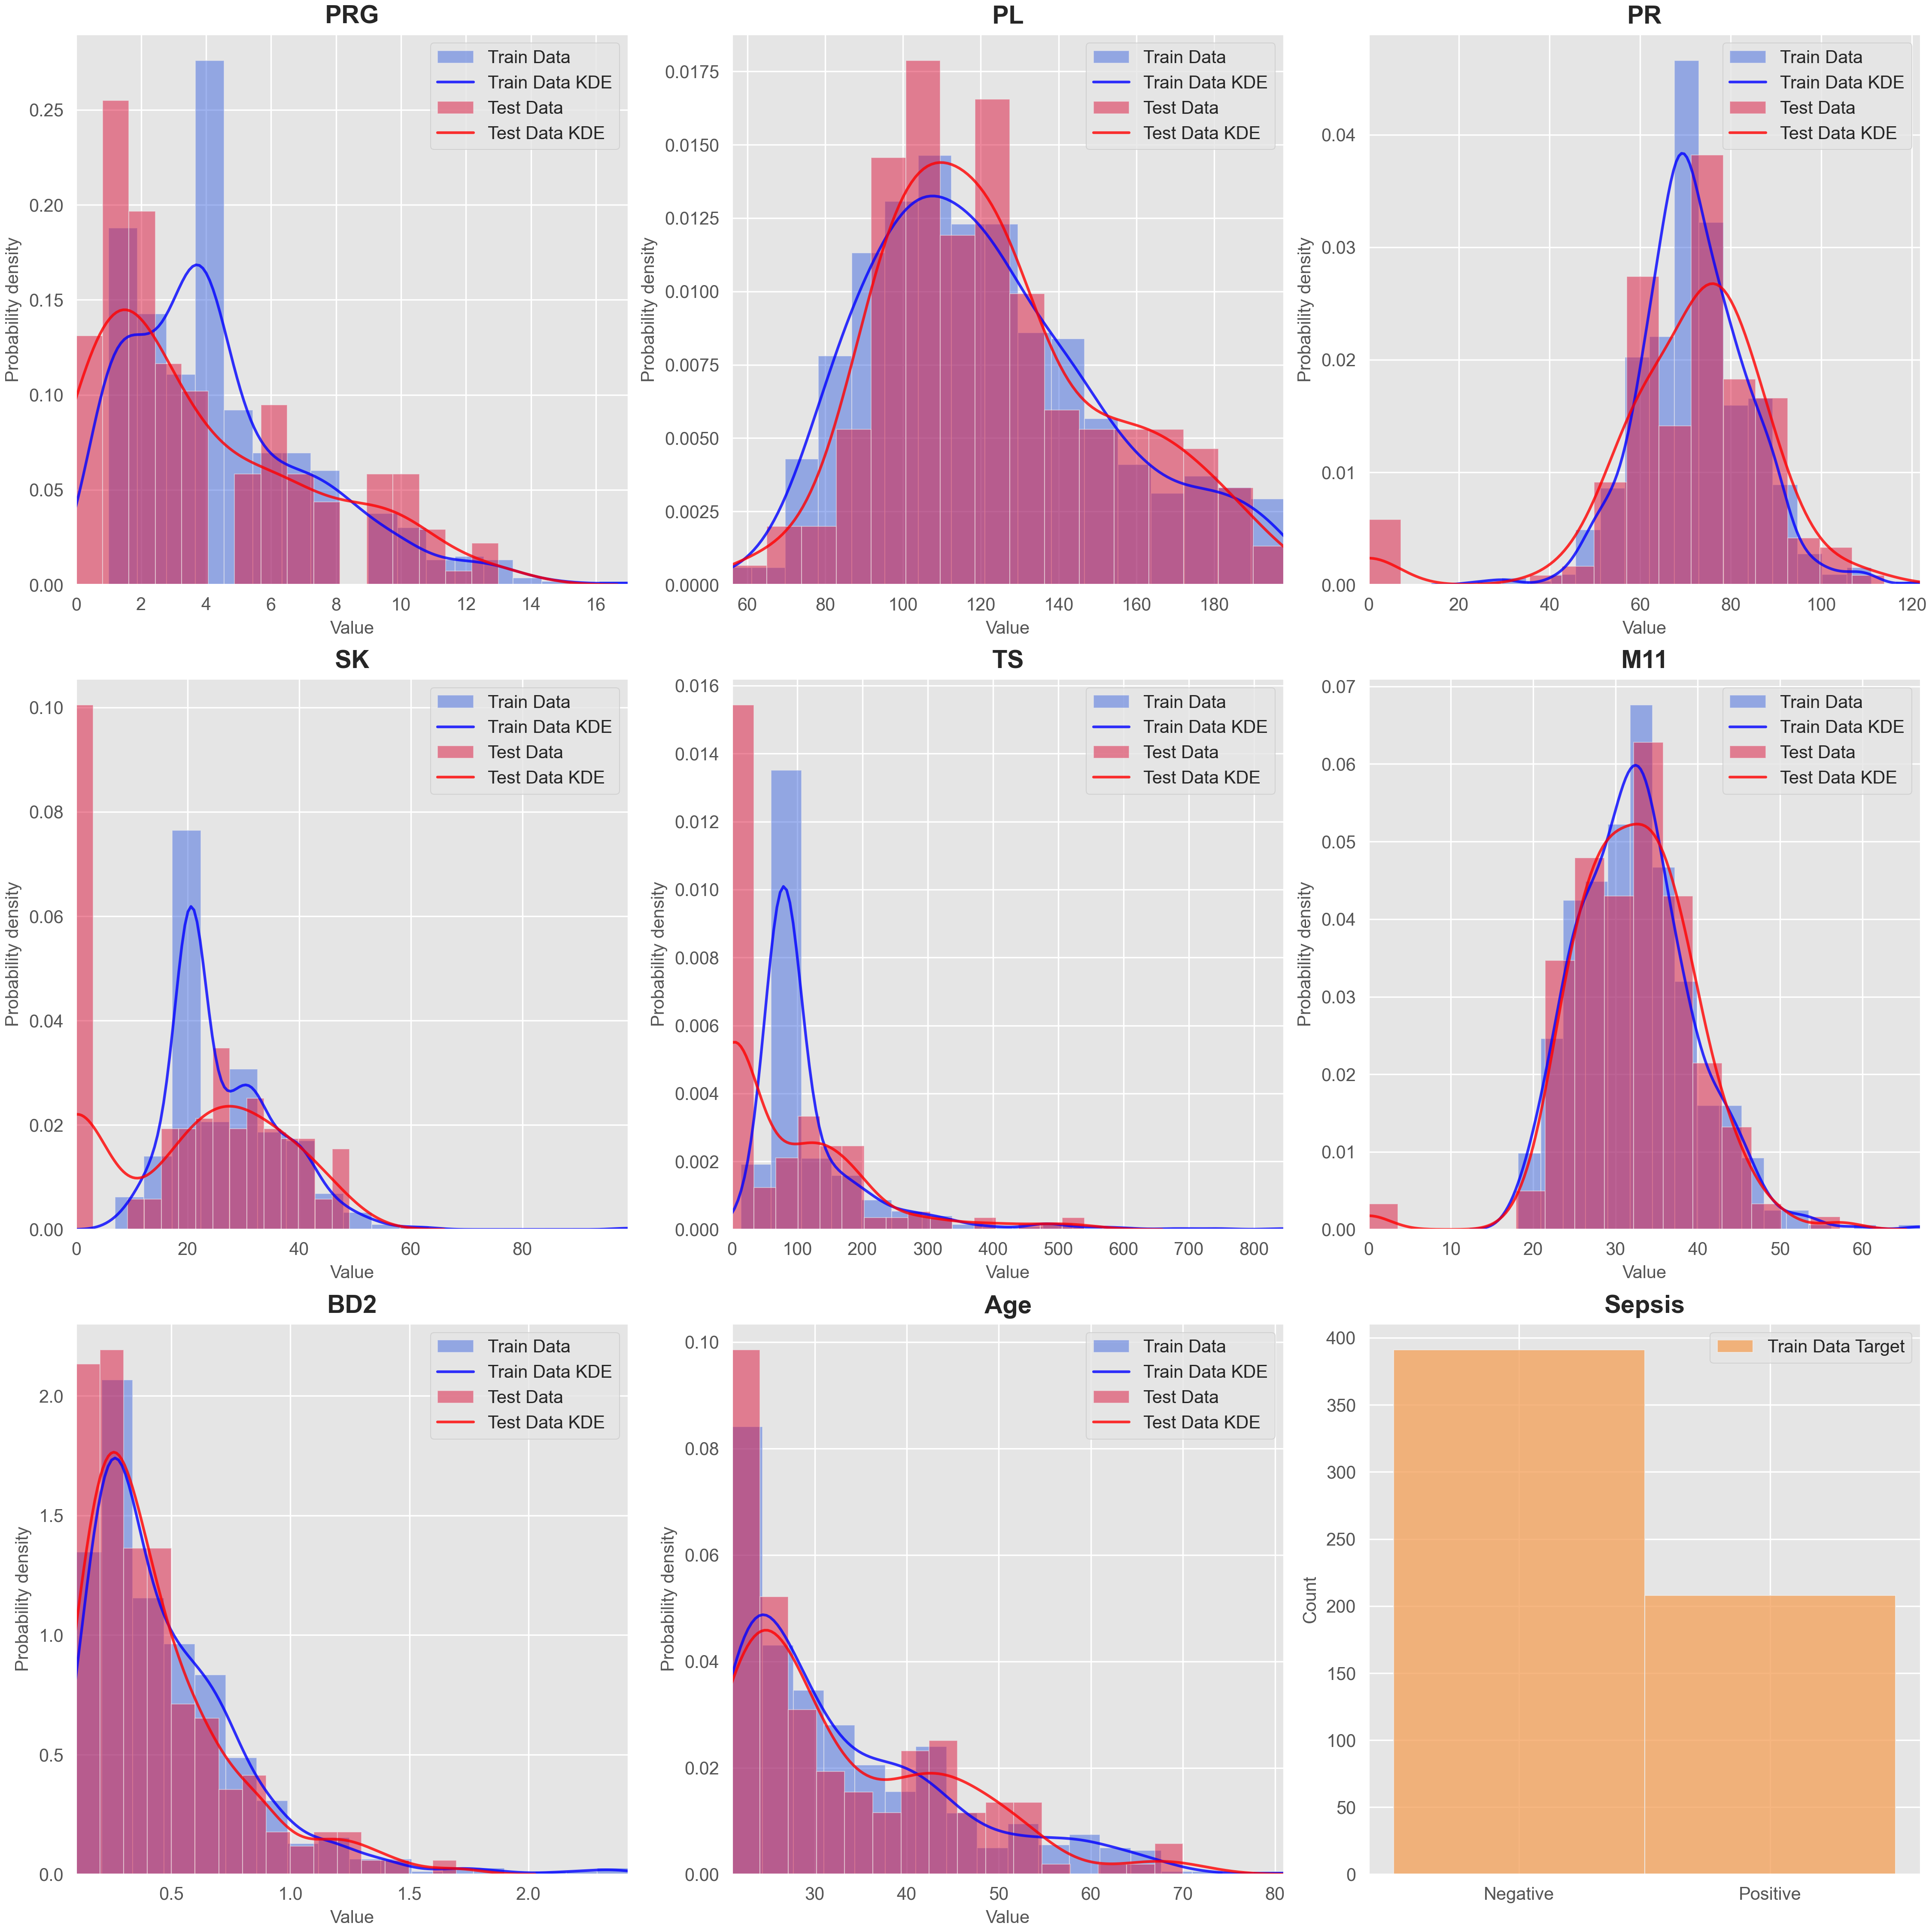 PRG
Train Data
Train Data KDE
Test Data
Test Data KDE
Probability density
0.25
0.20
0.15
0.10
0.05
0.00
0 2 4 6 8 10 12 14 16
Value
PL
Train Data
Train Data KDE
Test Data
Test Data KDE
Probability density
0.0175
0.0150
0.0125
0.0100
0.0075
0.0050
0.0025
0.0000
60 80 100 120 140 160 180
Value
PR
Train Data
Train Data KDE
Test Data
Test Data KDE
Probability density
0.04
0.03
0.02
0.01
0.00
0 20 40 60 80 100 120
Value
SK
Train Data
Train Data KDE
Test Data
Test Data KDE
Probability density
0.10
0.08
0.06
0.04
0.02
0.00
0 20 40 60 80
Value
TS
Train Data
Train Data KDE
Test Data
Test Data KDE
Probability density
0.016
0.014
0.012
0.010
0.008
0.006
0.004
0.002
0.000
0 100 200 300 400 500 600 700 800
Value
M11
Train Data
Train Data KDE
Test Data
Test Data KDE
Probability density
0.07
0.06
0.05
0.04
0.03
0.02
0.01
0.00
0 10 20 30 40 50 60
Value
BD2
Train Data
Train Data KDE
Test Data
Test Data KDE
Probability density
2.0
1.5
1.0
0.5
0.0
0.5 1.0 1.5 2.0
Value
Age
Train Data
Train Data KDE
Test Data
Test Data KDE
Probability density
0.10
0.08
0.06
0.04
0.02
0.00
30 40 50 60 70 80
Value
Sepsis
Train Data Target
Count
400
350
300
250
200
150
100
50
0
Negative Positive